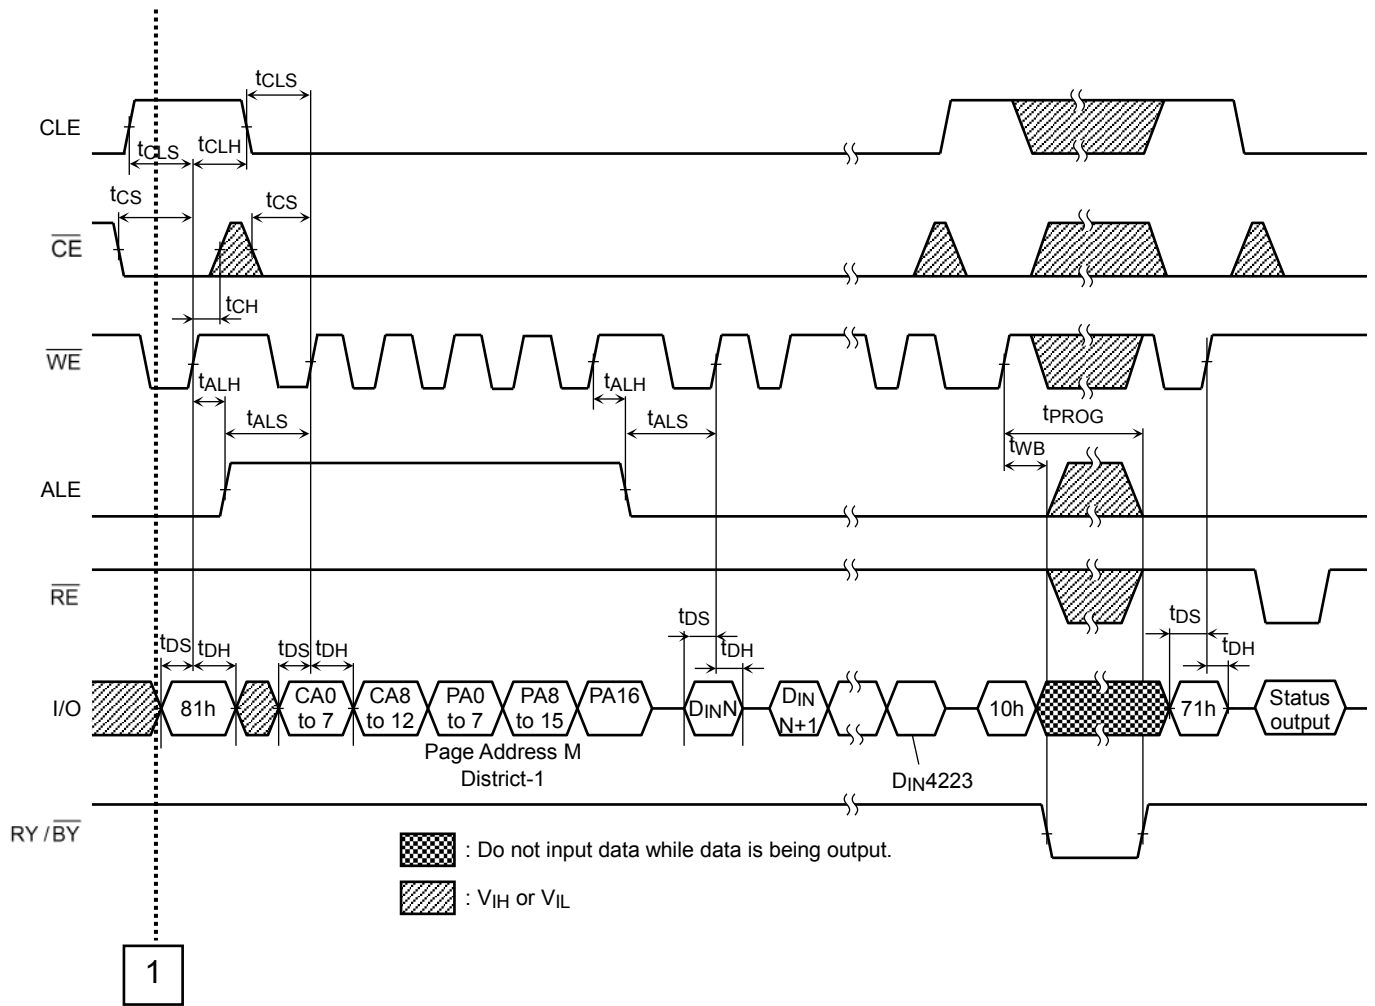 tCLS
CLE
tCLS
tCLH
tCS
tCS
CE
tCH
WE
tALH
tALH
tALS
tALS
tPROG
tWB
ALE
RE
tDS
tDH
tDS
tDH
tDS
tDH
tDS
tDH
I/O
81h
CA0
to 7
CA8
to 12
PA0
to 7
PA8
to 15
PA16
DINN
DIN
N+1
10h
71h
Status
output
Page Address M
District-1
DIN4223
RY / BY
: Do not input data while data is being output.
: VIH or VIL
1